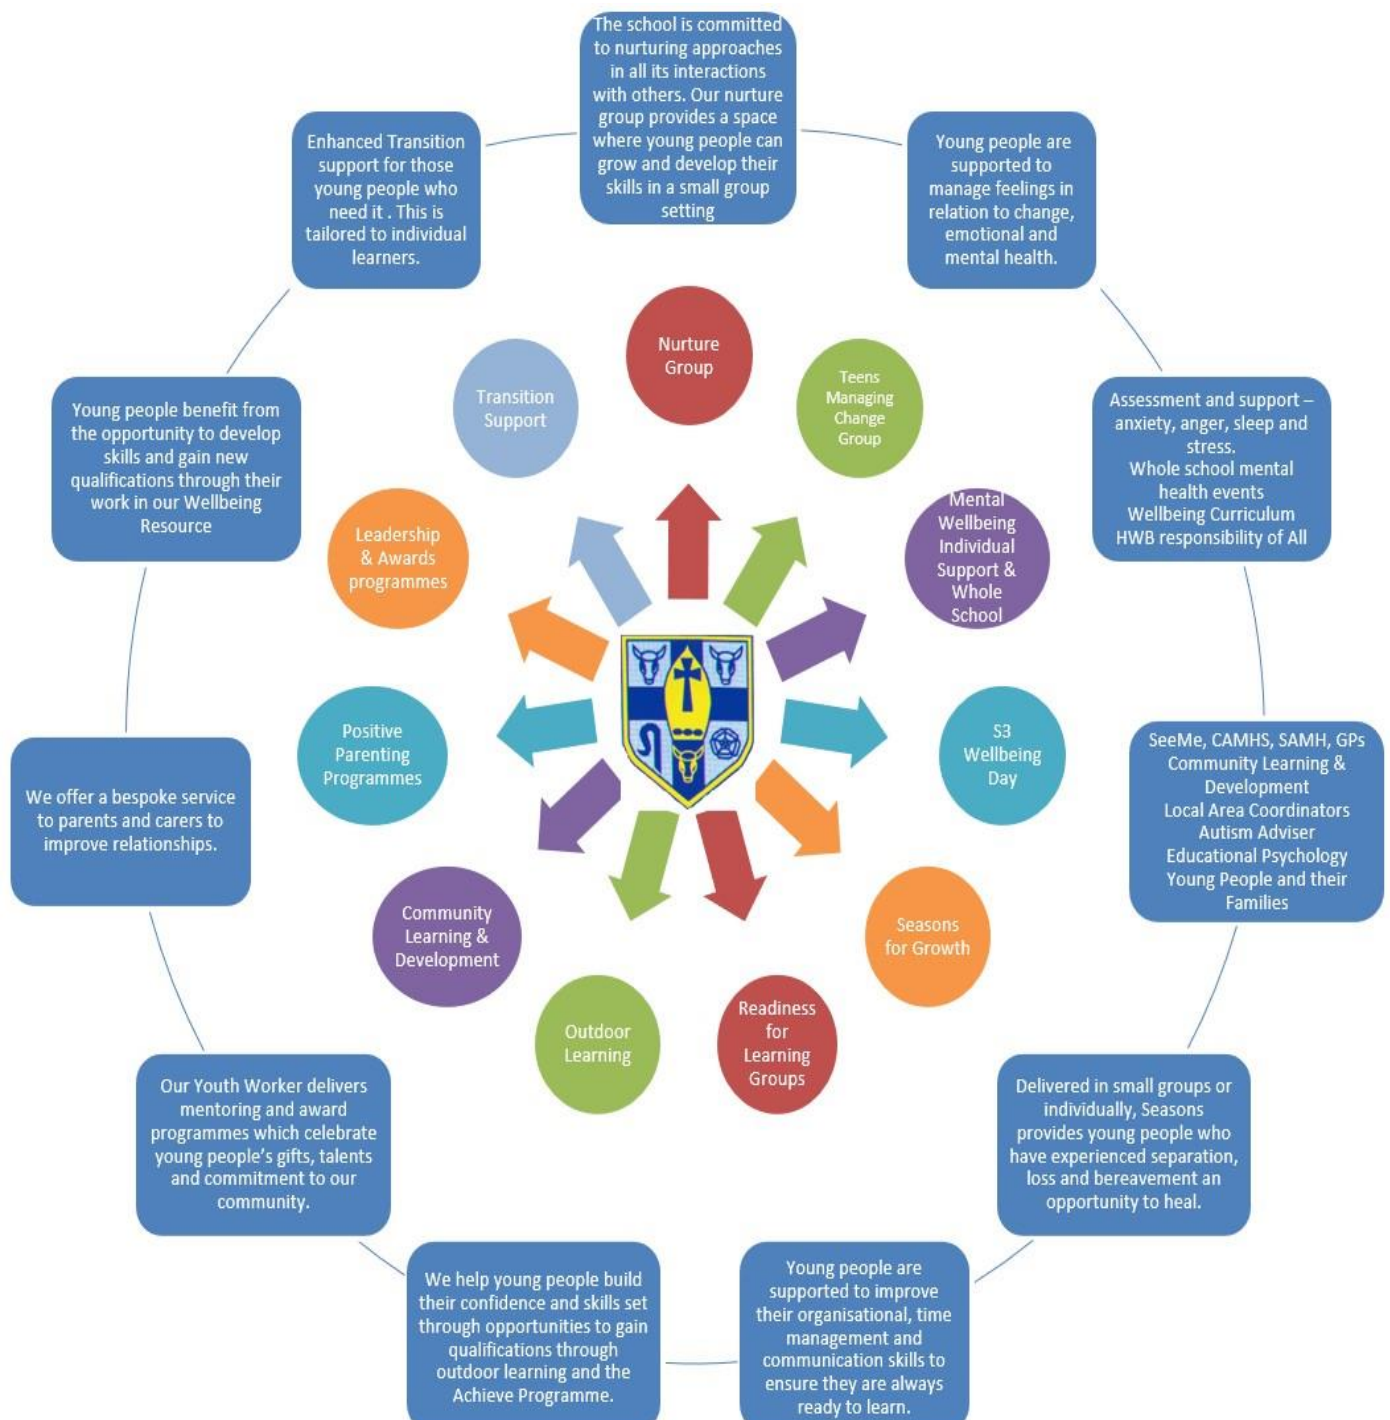 The school is committed
to nurturing approaches
in all its interactions
with others. Our nurture
group provides a space
where young people can
grow and develop their
skills in a small group
setting
Enhanced Transition
support for those
young people who
need it . This is
tailored to individual
learners.
Young people are
supported to
manage feelings in
relation to change,
emotional and
mental health.
Nurture
Group
Transition
Support
Teens
Managing
Change
Group
Young people benefit from
the opportunity to develop
skills and gain new
qualifications through their
work in our Wellbeing
Resource
Assessment and support –
anxiety, anger, sleep and
stress.
Whole school mental
health events
Wellbeing Curriculum
HWB responsibility of All
Leadership
& Awards
programmes
Mental
Wellbeing
Individual
Support &
Whole
School
Positive
Parenting
Programmes
S3
Wellbeing
Day
We offer a bespoke service
to parents and carers to
improve relationships.
SeeMe, CAMHS, SAMH, GPs
Community Learning &
Development
Local Area Coordinators
Autism Adviser
Educational Psychology
Young People and their
Families
Community
Learning &
Development
Seasons
for Growth
Outdoor
Learning
Readiness
for
Learning
Groups
Our Youth Worker delivers
mentoring and award
programmes which celebrate
young people's gifts, talents
and commitment to our
community.
Delivered in small groups or
individually, Seasons
provides young people who
have experienced separation,
loss and bereavement an
opportunity to heal.
We help young people build
their confidence and skills set
through opportunities to gain
qualifications through
outdoor learning and the
Achieve Programme.
Young people are
supported to improve
their organisational, time
management and
communication skills to
ensure they are always
ready to learn.